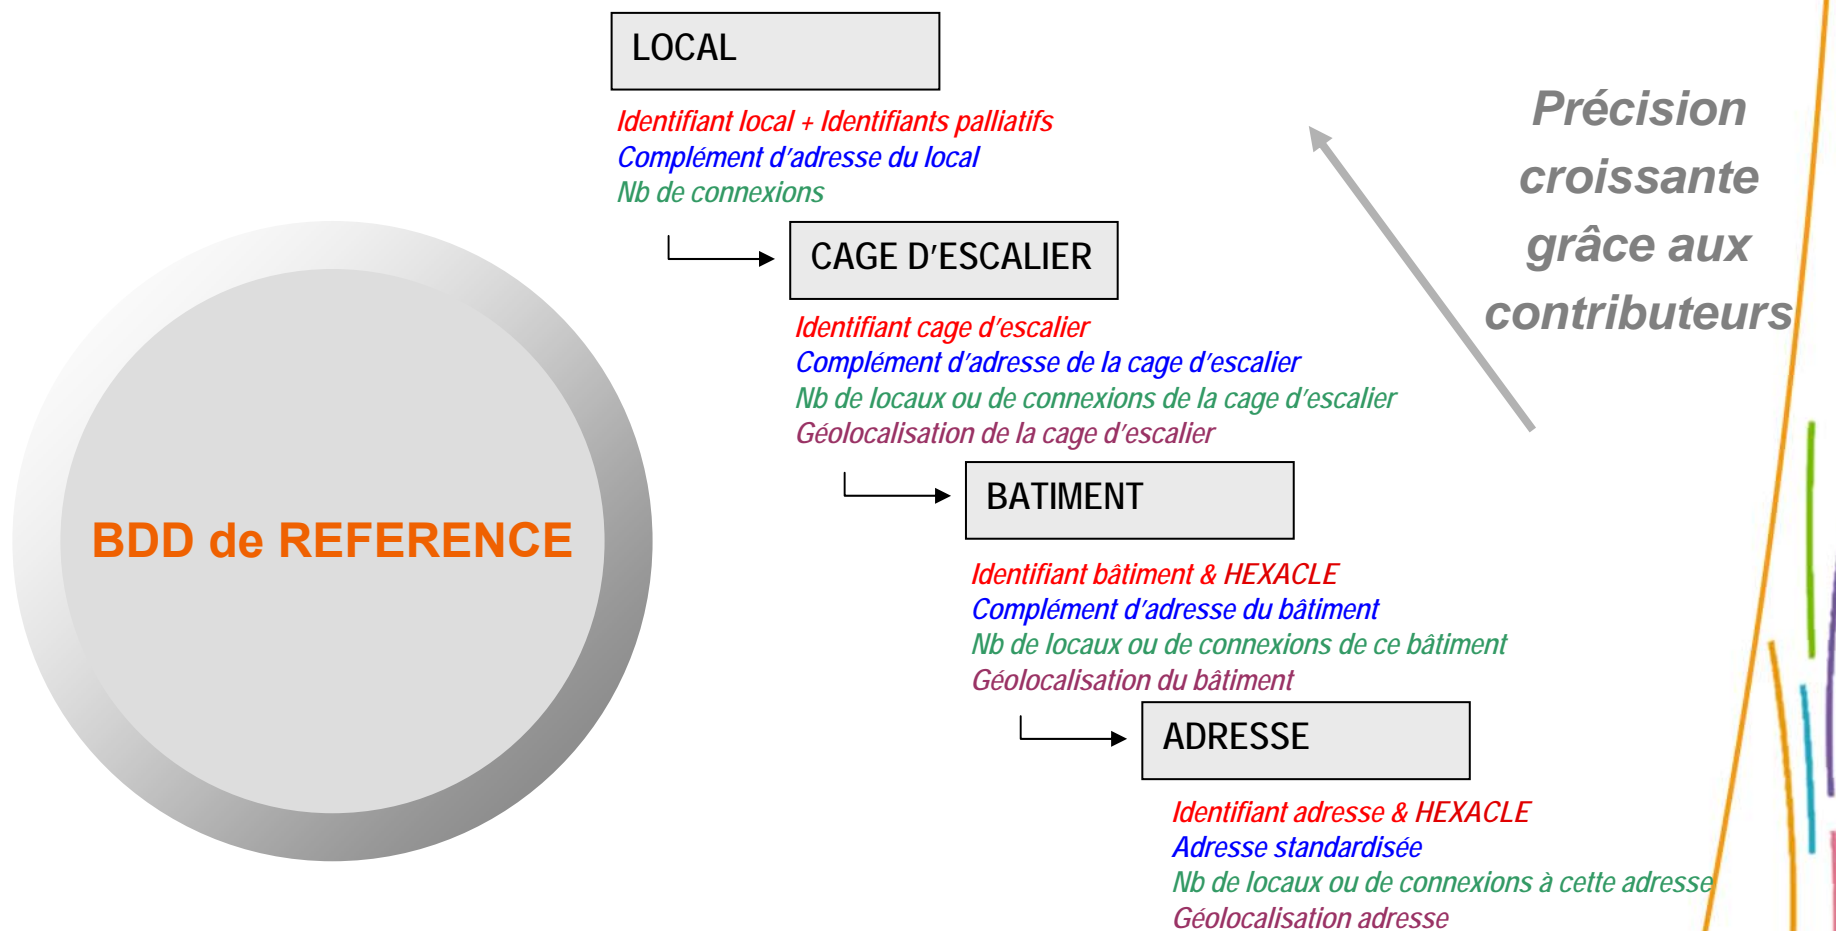 LOCAL
Identifiant local + Identifiants palliatifs
Complément d'adresse du local
Nb de connexions
CAGE D'ESCALIER
Identifiant cage d'escalier
Complément d'adresse de la cage d'escalier
Nb de locaux ou de connexions de la cage d'escalier
Géolocalisation de la cage d'escalier
BATIMENT
Identifiant bâtiment & HEXACLE
Complément d'adresse du bâtiment
Nb de locaux ou de connexions de ce bâtiment
Géolocalisation du bâtiment
ADRESSE
Identifiant adresse & HEXACLE
Adresse standardisée
Nb de locaux ou de connexions à cette adresse
Géolocalisation adresse
BDD de REFERENCE
Précision
croissante
grâce aux
contributeurs